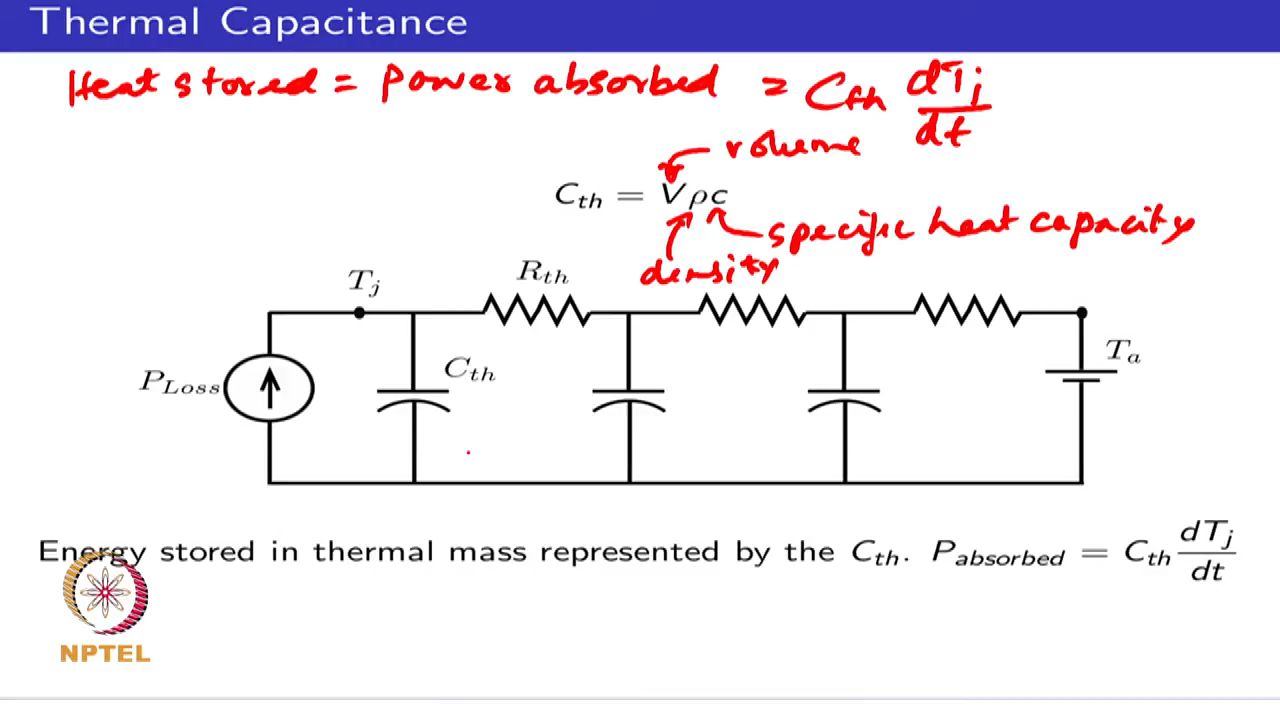 Thermal Capacitance
Heat stored = Power absorbed = Cth dTj/dt
volume
Cth = Vρc
specific heat capacity
density
Rth
Tj
Ta
Cth
PLoss
Energy stored in thermal mass represented by the Cth. Pabsorbed = Cth dTj/dt
NPTEL